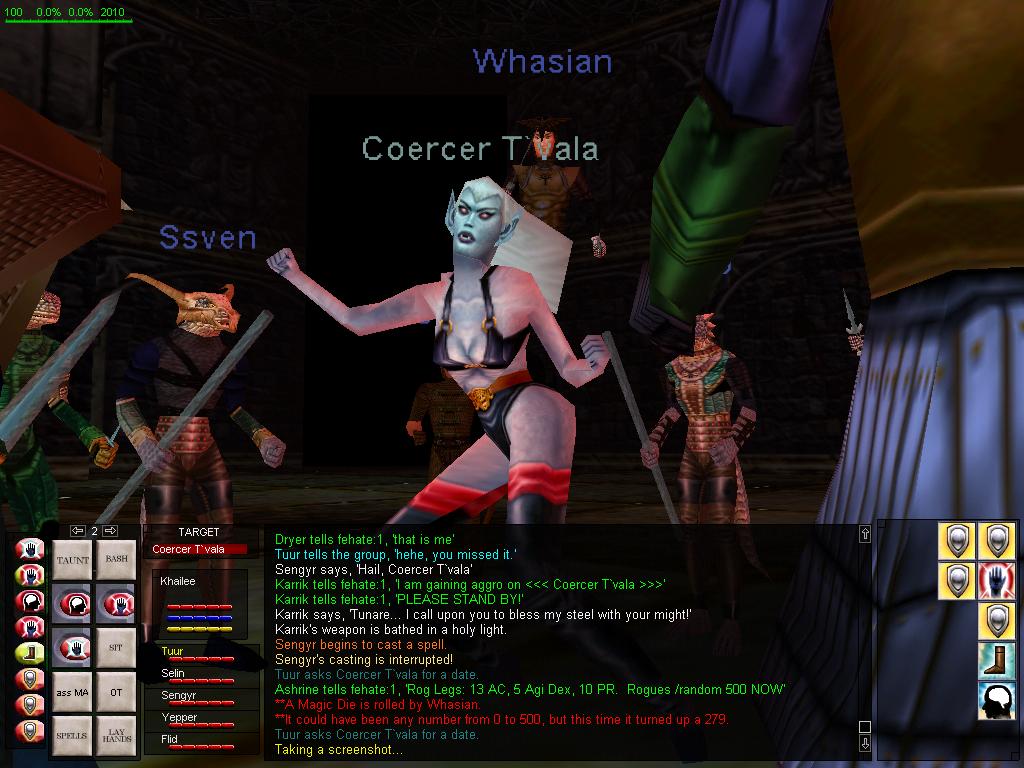 100 0.0% 0.0% 2010
Whasian
Coercer T`vala
Ssven
2
TAUNT
BASH
SIT
ass MA
OT
SPELLS
LAY HANDS
TARGET
Coercer T`vala
Khailee
Tuur
Selin
Sengyr
Yepper
Flid
Dryer tells fehate:1, 'that is me'
Tuur tells the group, 'hehe, you missed it.'
Sengyr says, 'Hail, Coercer T`vala'
Karrik tells fehate:1, 'I am gaining aggro on <<< Coercer T`vala >>>'
Karrik tells fehate:1, 'PLEASE STAND BY!'
Karrik says, 'Tunare... I call upon you to bless my steel with your might!'
Karrik's weapon is bathed in a holy light.
Sengyr begins to cast a spell.
Sengyr's casting is interrupted!
Tuur asks Coercer T`vala for a date.
Ashrine tells fehate:1, 'Rog Legs: 13 AC, 5 Agi Dex, 10 PR.  Rogues /random 500 NOW'
**A Magic Die is rolled by Whasian.
**It could have been any number from 0 to 500, but this time it turned up a 279.
Tuur asks Coercer T`vala for a date.
Taking a screenshot...